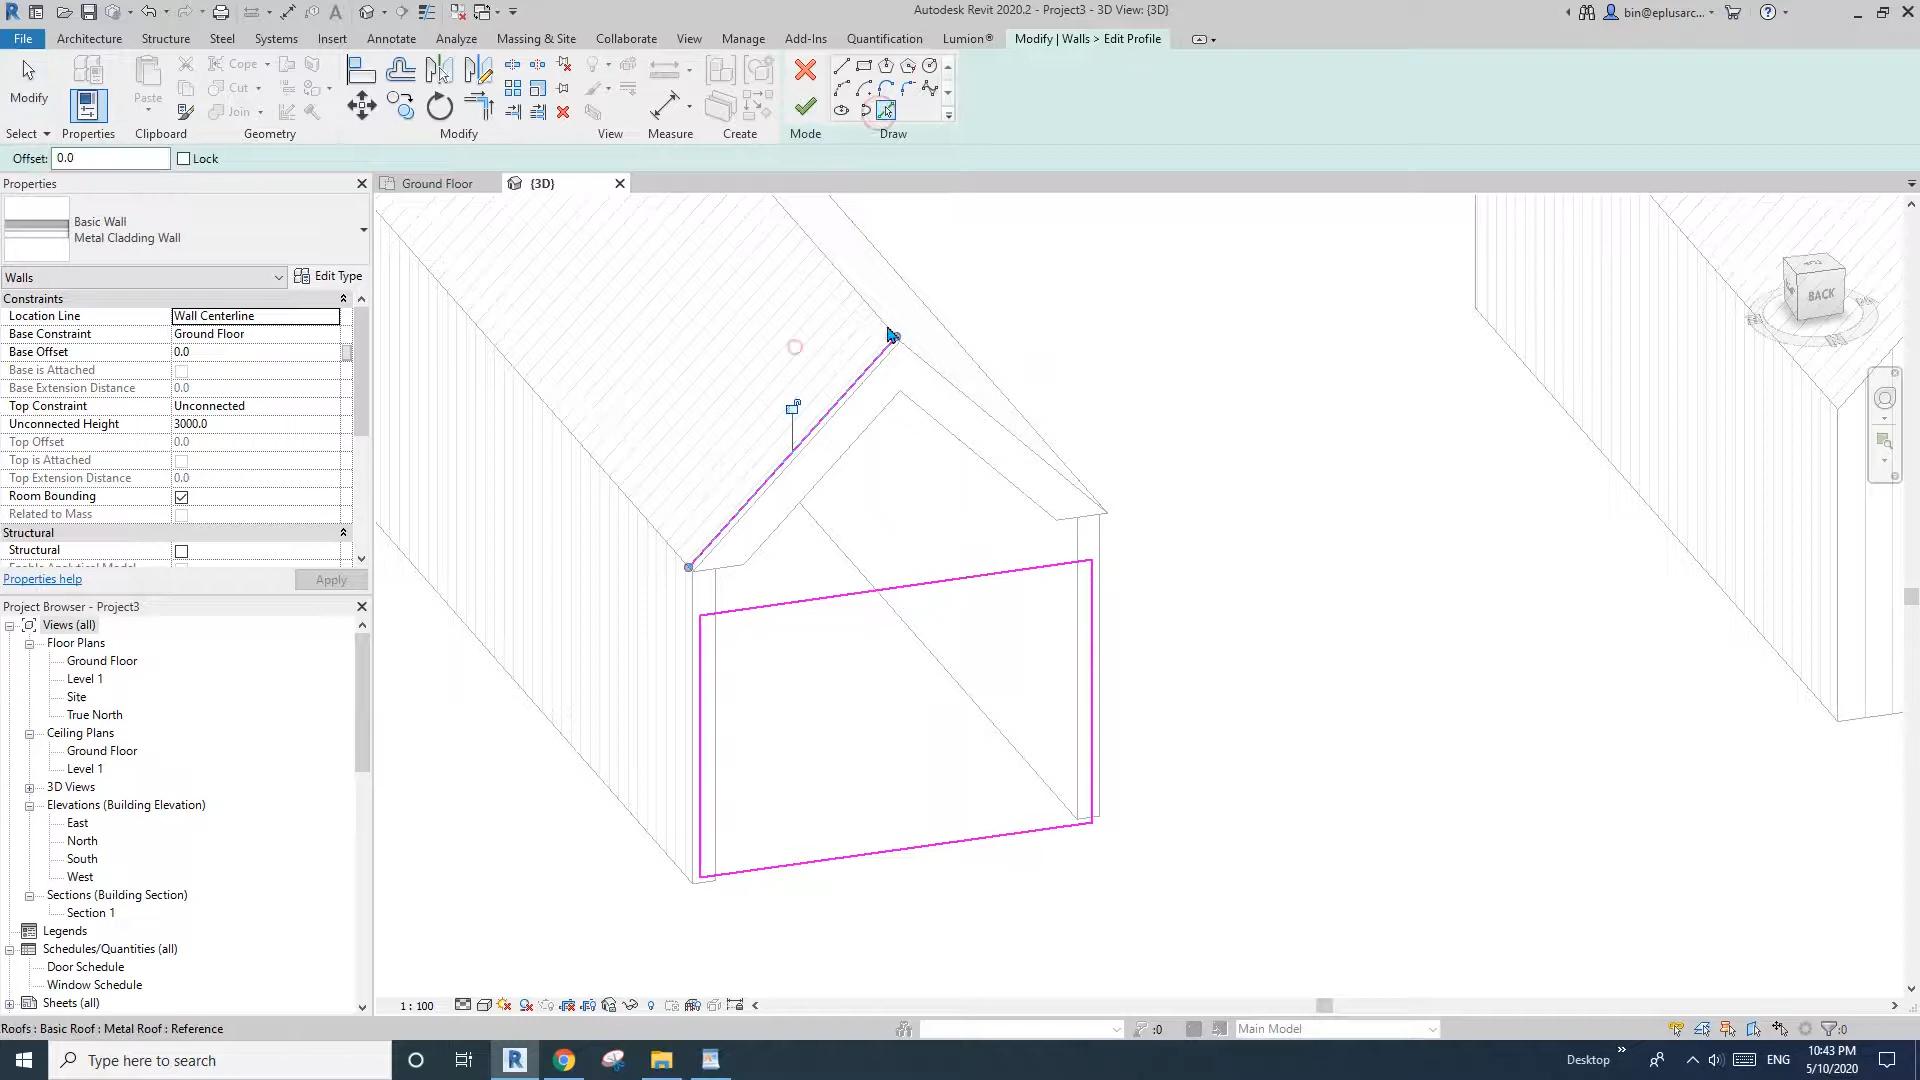 Autodesk Revit 2020.2 - Project3 - 3D View: {3D}
bin@eplusarc...
File Architecture Structure Steel Systems Insert Annotate Analyze Massing & Site Collaborate View Manage Add-Ins Quantification Lumion® Modify | Walls > Edit Profile
Modify
Paste
Cope
Cut
Join
Select Properties Clipboard Geometry Modify View Measure Create Mode Draw
Offset: 0.0 Lock
Properties
Ground Floor
{3D}
Basic Wall
Metal Cladding Wall
Walls
Edit Type
Constraints
Location Line Wall Centerline
Base Constraint Ground Floor
Base Offset 0.0
Base is Attached
Base Extension Distance 0.0
Top Constraint Unconnected
Unconnected Height 3000.0
Top Offset 0.0
Top is Attached
Top Extension Distance 0.0
Room Bounding
Related to Mass
Structural
Structural
Properties help Apply
Project Browser - Project3
Views (all)
Floor Plans
Ground Floor
Level 1
Site
True North
Ceiling Plans
Ground Floor
Level 1
3D Views
Elevations (Building Elevation)
East
North
South
West
Sections (Building Section)
Section 1
Legends
Schedules/Quantities (all)
Door Schedule
Window Schedule
Sheets (all)
BACK
1 : 100
Roofs : Basic Roof : Metal Roof : Reference
:0
Main Model
:0
Type here to search
Desktop
ENG
10:43 PM
5/10/2020